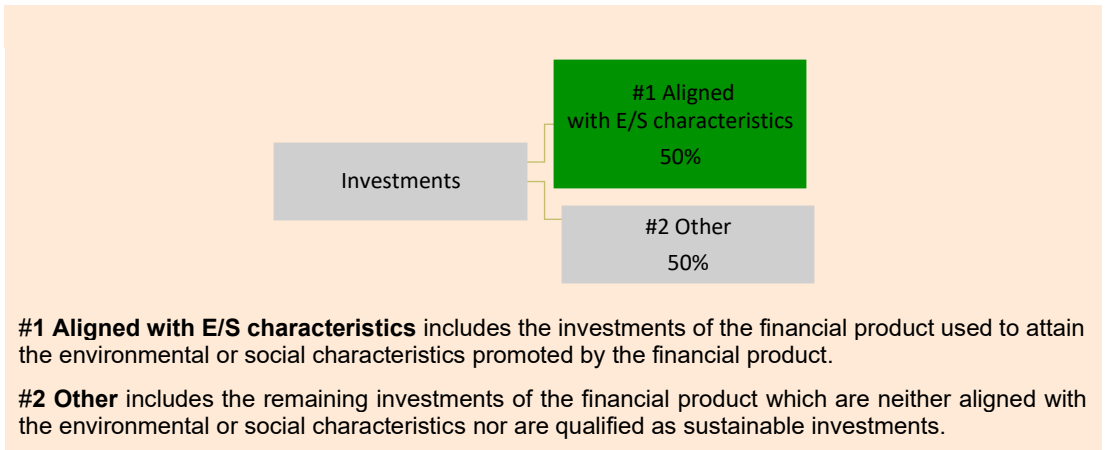 #1 Aligned
with E/S characteristics
50%
Investments
#2 Other
50%
#1 Aligned with E/S characteristics includes the investments of the financial product used to attain
the environmental or social characteristics promoted by the financial product.
#2 Other includes the remaining investments of the financial product which are neither aligned with
the environmental or social characteristics nor are qualified as sustainable investments.